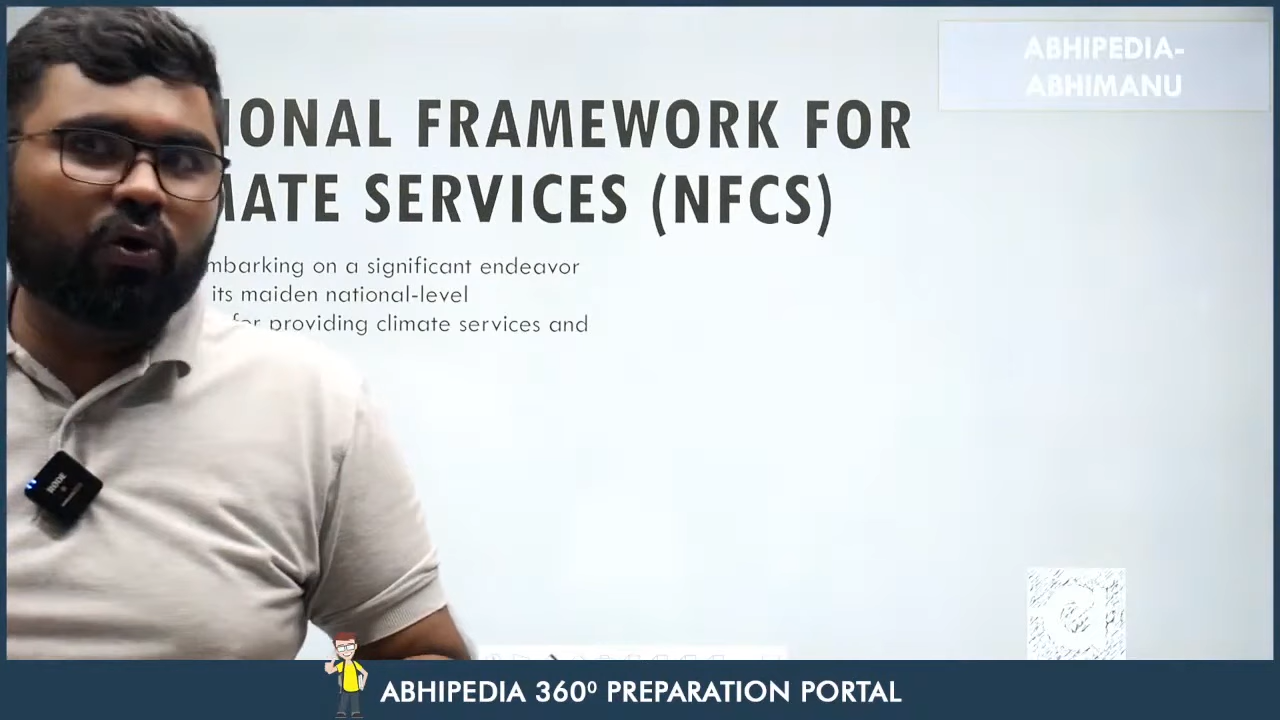 ABHIPEDIA-
ABHIMANU
IONAL FRAMEWORK FOR
MATE SERVICES (NFCS)
mbarking on a significant endeavor
its maiden national-level
for providing climate services and
RODE
ABHIPEDIA 360⁰ PREPARATION PORTAL